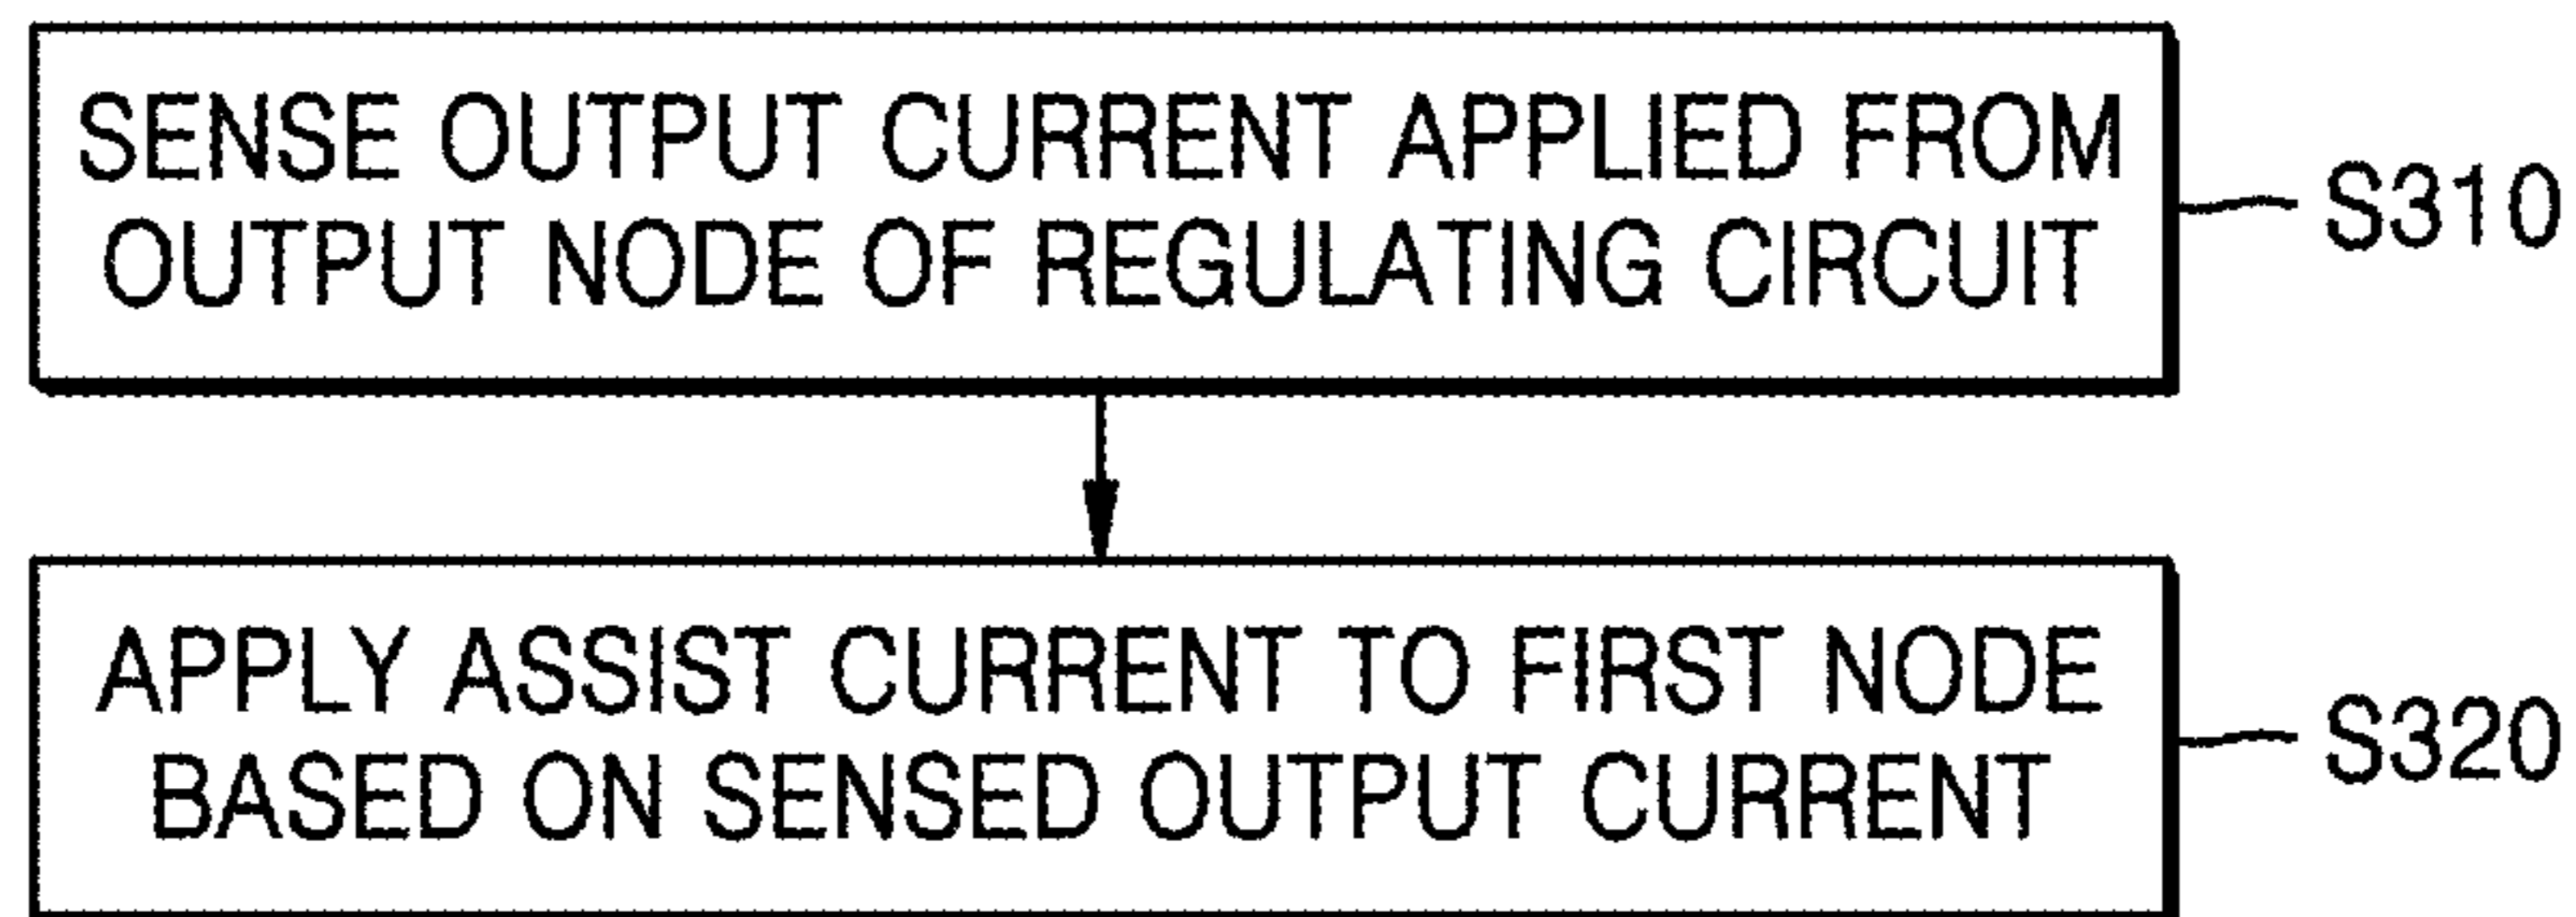 SENSE OUTPUT CURRENT APPLIED FROM
OUTPUT NODE OF REGULATING CIRCUIT
S310
APPLY ASSIST CURRENT TO FIRST NODE
BASED ON SENSED OUTPUT CURRENT
S320